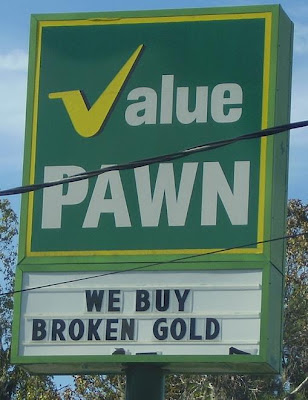 Value
PAWN
WE BUY
BROKEN GOLD